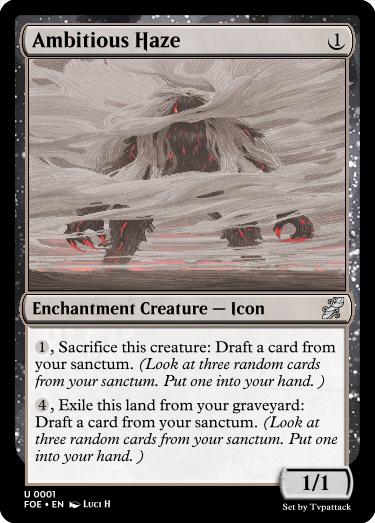 Ambitious Haze 1
Enchantment Creature — Icon
1, Sacrifice this creature: Draft a card from
your sanctum. (Look at three random cards
from your sanctum. Put one into your hand. )
4, Exile this land from your graveyard:
Draft a card from your sanctum. (Look at
three random cards from your sanctum. Put one
into your hand. )
1/1
U 0001
FOE • EN Luci H
Set by Tvpattack